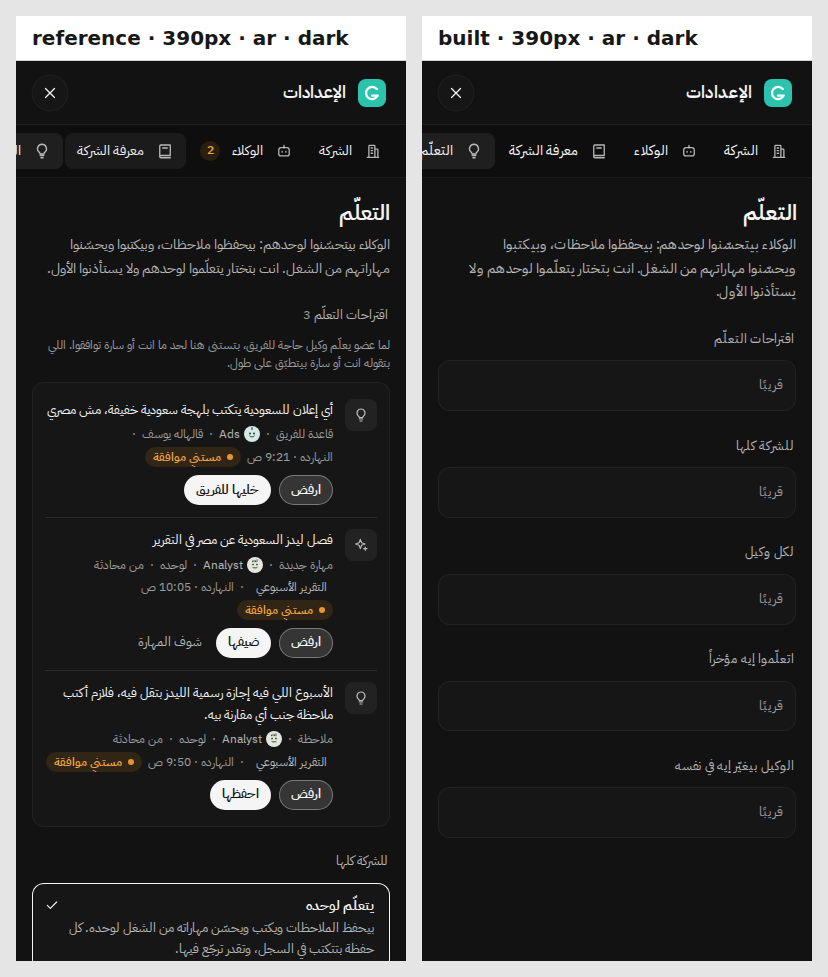 reference · 390px · ar · dark
الإعدادات
الشركة
الوكلاء 2
معرفة الشركة
التعلّم
الوكلاء بيتحسّنوا لوحدهم: بيحفظوا ملاحظات، وبيكتبوا ويحسّنوا
مهاراتهم من الشغل. انت بتختار يتعلّموا لوحدهم ولا يستأذنوا الأول.
اقتراحات التعلّم 3
لما عضو يعلّم وكيل حاجة للفريق، بتستنى هنا لحد ما انت أو سارة توافقوا. اللي
بتقوله انت أو سارة بيتطبّق على طول.
أي إعلان للسعودية يتكتب بلهجة سعودية خفيفة، مش مصري
قاعدة للفريق · Ads · قالهاله يوسف ·
النهارده · 9:21 ص مستني موافقة
ارفض
خليها للفريق
فصل ليدز السعودية عن مصر في التقرير
مهارة جديدة · Analyst · لوحده · من محادثة
التقرير الأسبوعي · النهارده · 10:05 ص
مستني موافقة
ارفض
ضيفها
شوف المهارة
الأسبوع اللي فيه إجازة رسمية الليدز بتقل فيه، فلازم أكتب
ملاحظة جنب أي مقارنة بيه.
ملاحظة · Analyst · لوحده · من محادثة
التقرير الأسبوعي · النهارده · 9:50 ص مستني موافقة
ارفض
احفظها
للشركة كلها
يتعلّم لوحده
بيحفظ الملاحظات ويكتب ويحسّن مهاراته من الشغل لوحده. كل
حفظة بتتكتب في السجل، وتقدر ترجّع فيها.
built · 390px · ar · dark
الإعدادات
الشركة
الوكلاء
معرفة الشركة
التعلّم
التعلّم
الوكلاء بيتحسّنوا لوحدهم: بيحفظوا ملاحظات، وبيكتبوا
ويحسّنوا مهاراتهم من الشغل. انت بتختار يتعلّموا لوحدهم ولا
يستأذنوا الأول.
اقتراحات التعلّم
قريبًا
للشركة كلها
قريبًا
لكل وكيل
قريبًا
اتعلّموا إيه مؤخراً
قريبًا
الوكيل بيغيّر إيه في نفسه
قريبًا